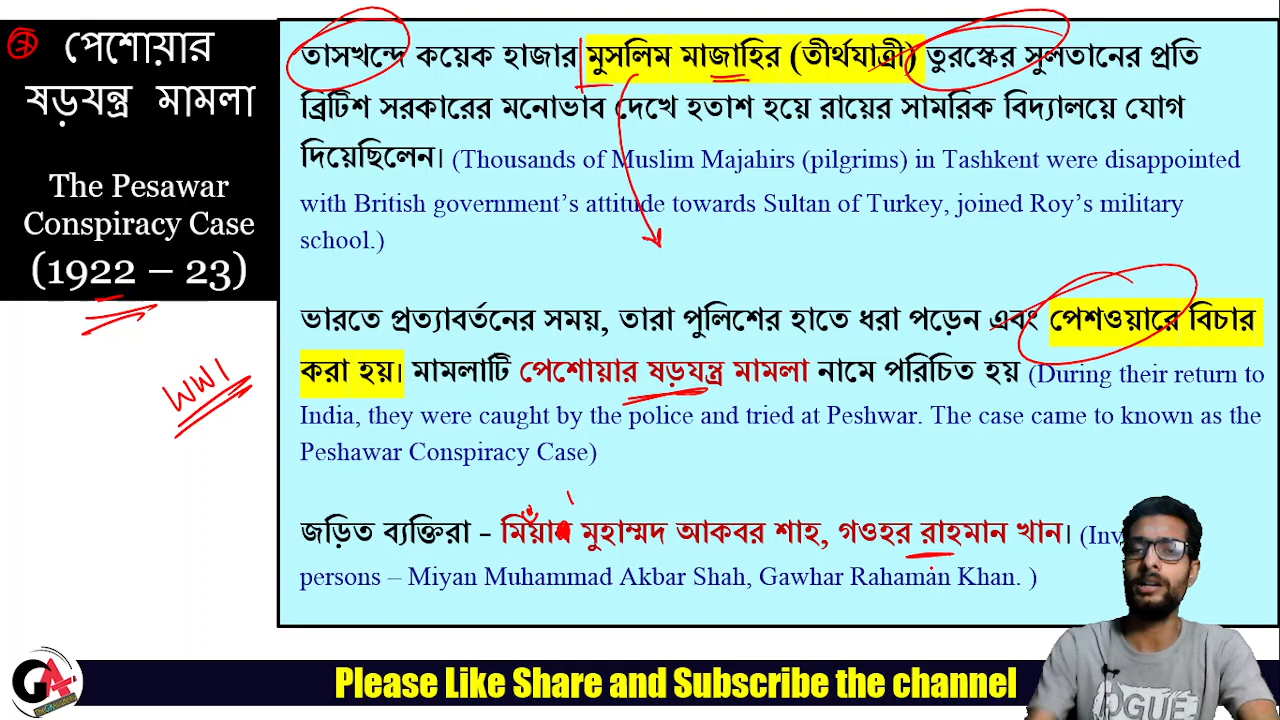 পেশোয়ার
ষড়যন্ত্র মামলা
The Pesawar
Conspiracy Case
(1922 – 23)
WW1
তাসখন্দে কয়েক হাজার মুসলিম মাজাহির (তীর্থযাত্রী) তুরস্কের সুলতানের প্রতি
ব্রিটিশ সরকারের মনোভাব দেখে হতাশ হয়ে রায়ের সামরিক বিদ্যালয়ে যোগ
দিয়েছিলেন। (Thousands of Muslim Majahirs (pilgrims) in Tashkent were disappointed
with British government's attitude towards Sultan of Turkey, joined Roy's military
school.)
ভারতে প্রত্যাবর্তনের সময়, তারা পুলিশের হাতে ধরা পড়েন এবং পেশওয়ারে বিচার
করা হয়। মামলাটি পেশোয়ার ষড়যন্ত্র মামলা নামে পরিচিত হয় (During their return to
India, they were caught by the police and tried at Peshwar. The case came to known as the
Peshawar Conspiracy Case)
জড়িত ব্যক্তিরা - মিয়াঁ মুহাম্মদ আকবর শাহ, গওহর রাহমান খান।
persons – Miyan Muhammad Akbar Shah, Gawhar Rahaman Khan. )
GA
Please Like Share and Subscribe the channel
OGUE